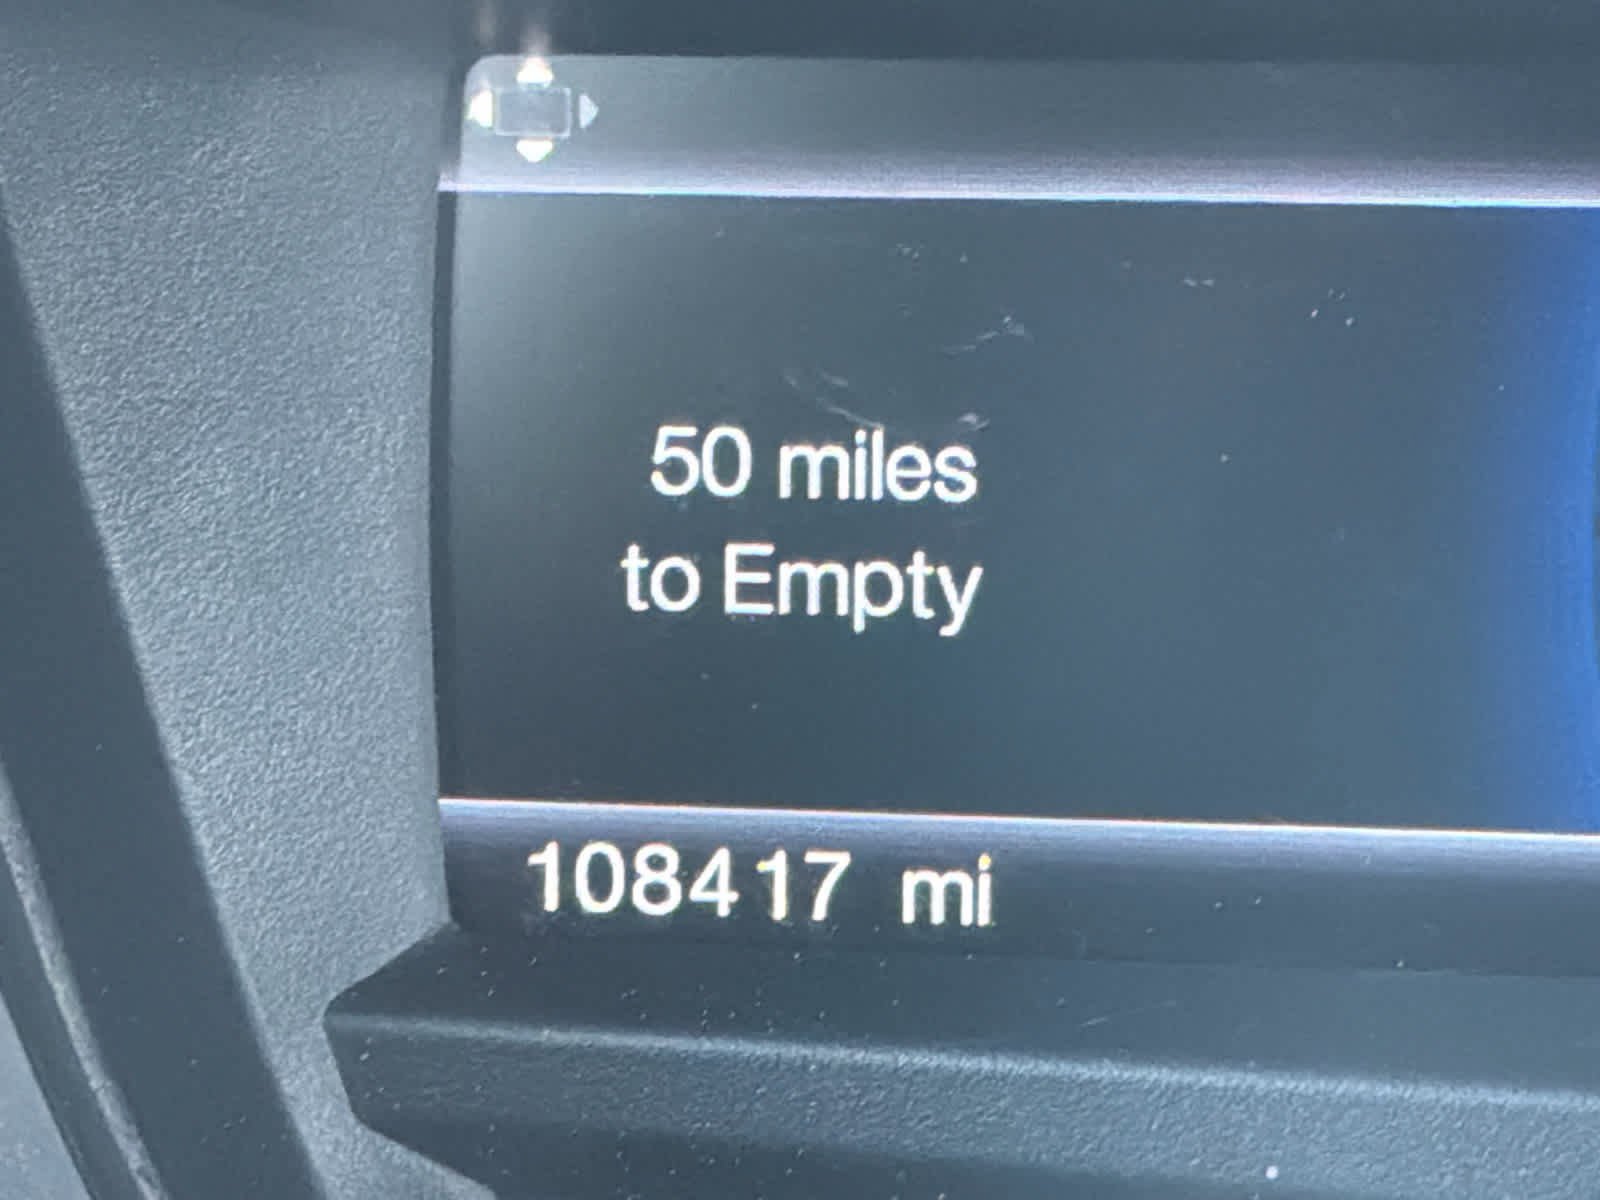 50 miles
to Empty
108417 mi